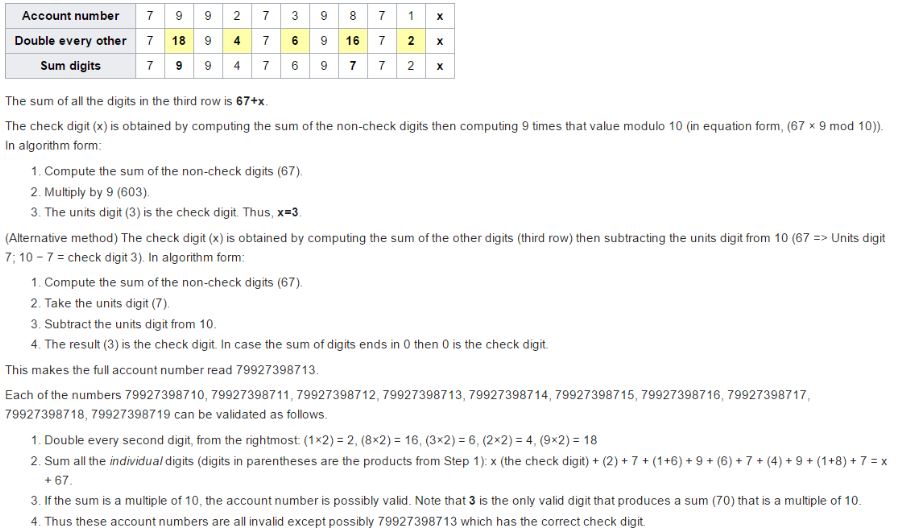 Account number 7 9 9 2 7 3 9 8 7 1 x
Double every other 7 18 9 4 7 6 9 16 7 2 x
Sum digits 7 9 9 4 7 6 9 7 7 2 x
The sum of all the digits in the third row is 67+x.
The check digit (x) is obtained by computing the sum of the non-check digits then computing 9 times that value modulo 10 (in equation form, (67 × 9 mod 10)).
In algorithm form:
1. Compute the sum of the non-check digits (67).
2. Multiply by 9 (603).
3. The units digit (3) is the check digit. Thus, x=3.
(Alternative method) The check digit (x) is obtained by computing the sum of the other digits (third row) then subtracting the units digit from 10 (67 => Units digit
7; 10 − 7 = check digit 3). In algorithm form:
1. Compute the sum of the non-check digits (67).
2. Take the units digit (7).
3. Subtract the units digit from 10.
4. The result (3) is the check digit. In case the sum of digits ends in 0 then 0 is the check digit.
This makes the full account number read 79927398713.
Each of the numbers 79927398710, 79927398711, 79927398712, 79927398713, 79927398714, 79927398715, 79927398716, 79927398717,
79927398718, 79927398719 can be validated as follows.
1. Double every second digit, from the rightmost: (1×2) = 2, (8×2) = 16, (3×2) = 6, (2×2) = 4, (9×2) = 18
2. Sum all the individual digits (digits in parentheses are the products from Step 1): x (the check digit) + (2) + 7 + (1+6) + 9 + (6) + 7 + (4) + 9 + (1+8) + 7 = x
+ 67.
3. If the sum is a multiple of 10, the account number is possibly valid. Note that 3 is the only valid digit that produces a sum (70) that is a multiple of 10.
4. Thus these account numbers are all invalid except possibly 79927398713 which has the correct check digit.